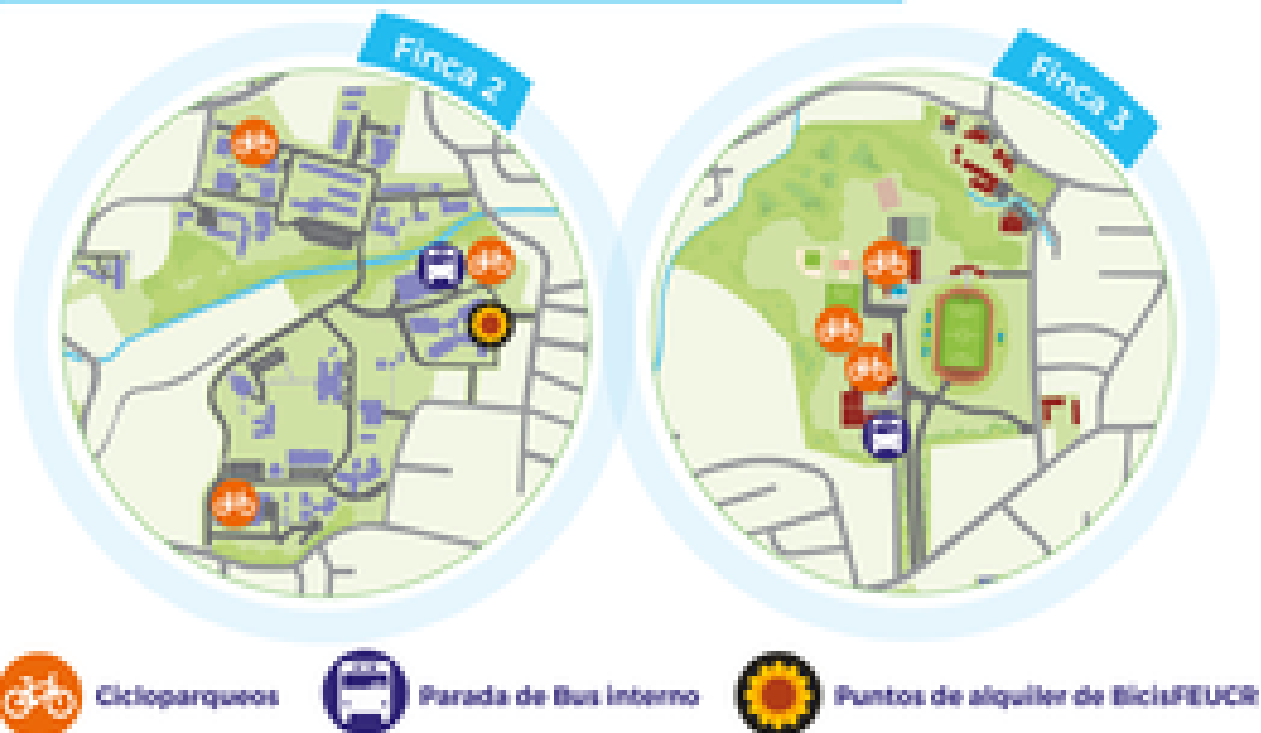 Finca 2
Finca 3
Cicloparqueos
Parada de Bus interno
Puntos de alquiler de BicisFEUCR